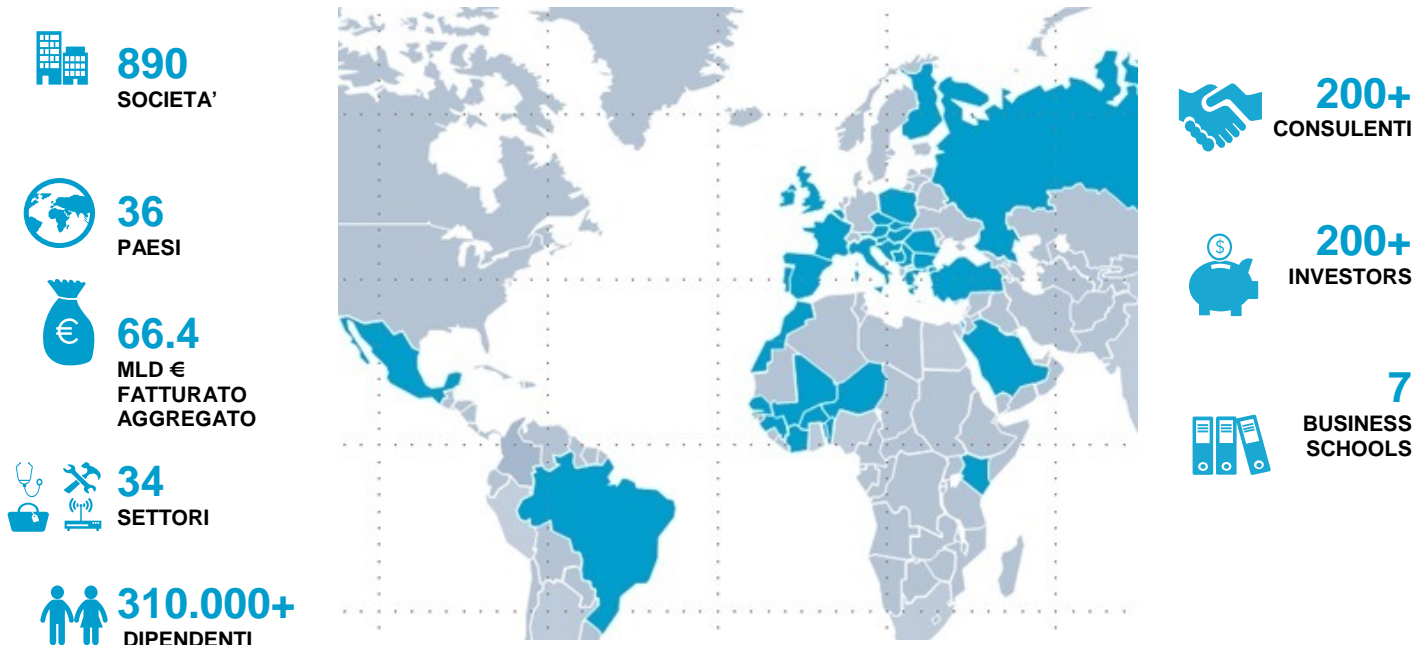 890
SOCIETA’
36
PAESI
€
66.4
MLD €
FATTURATO
AGGREGATO
34
SETTORI
310.000+
DIPENDENTI
200+
CONSULENTI
$
200+
INVESTORS
7
BUSINESS
SCHOOLS